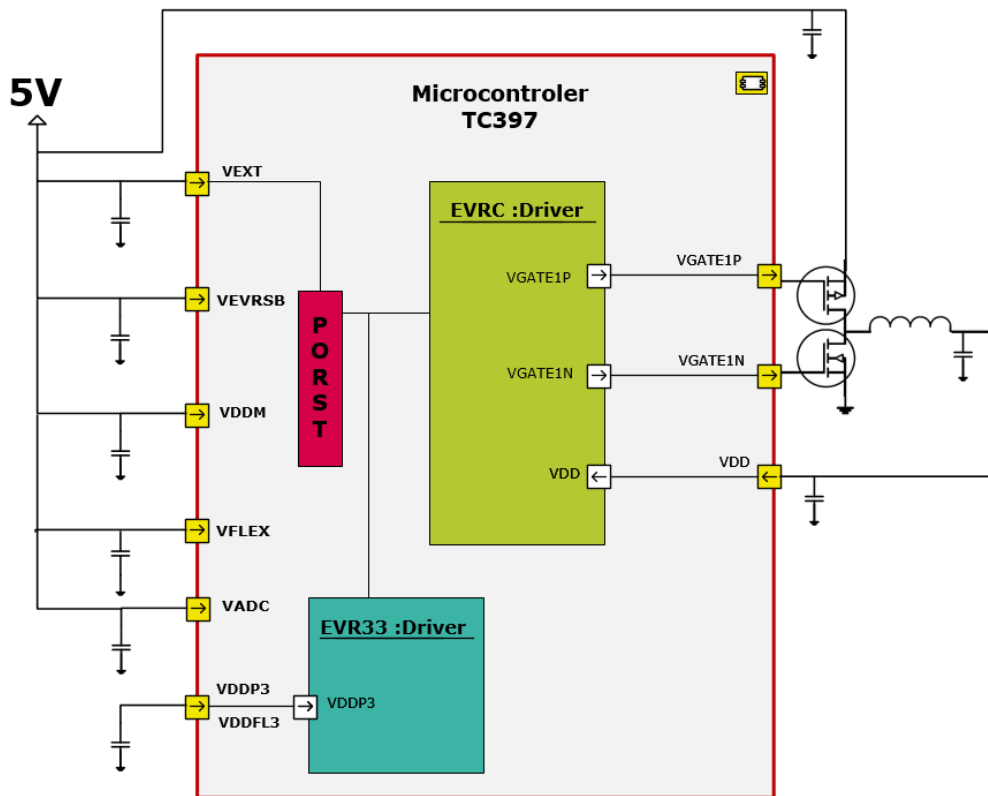 5V
Microcontroler
TC397
VEXT
VEVRSB
VDDM
VFLEX
VADC
VDDP3
VDDFL3
PORST
EVRC :Driver
VGATE1P
VGATE1N
VDD
VGATE1P
VGATE1N
VDD
EVR33 :Driver
VDDP3